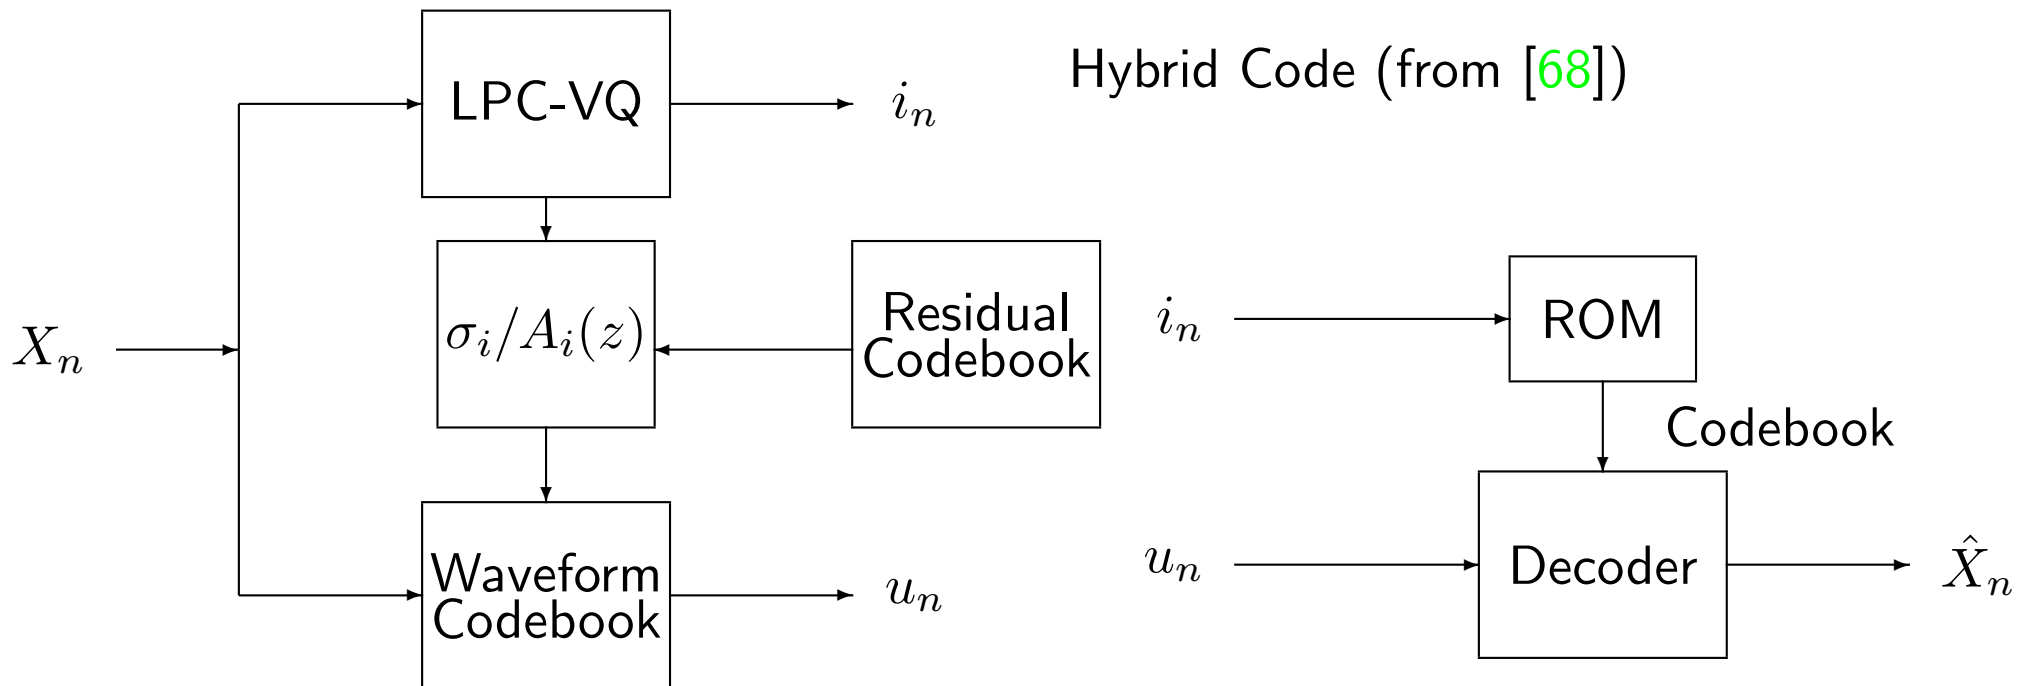 Hybrid Code (from [68])
LPC-VQ
i_n
X_n
σ_i/A_i(z)
Residual
Codebook
Waveform
Codebook
u_n
i_n
ROM
Codebook
u_n
Decoder
X̂_n